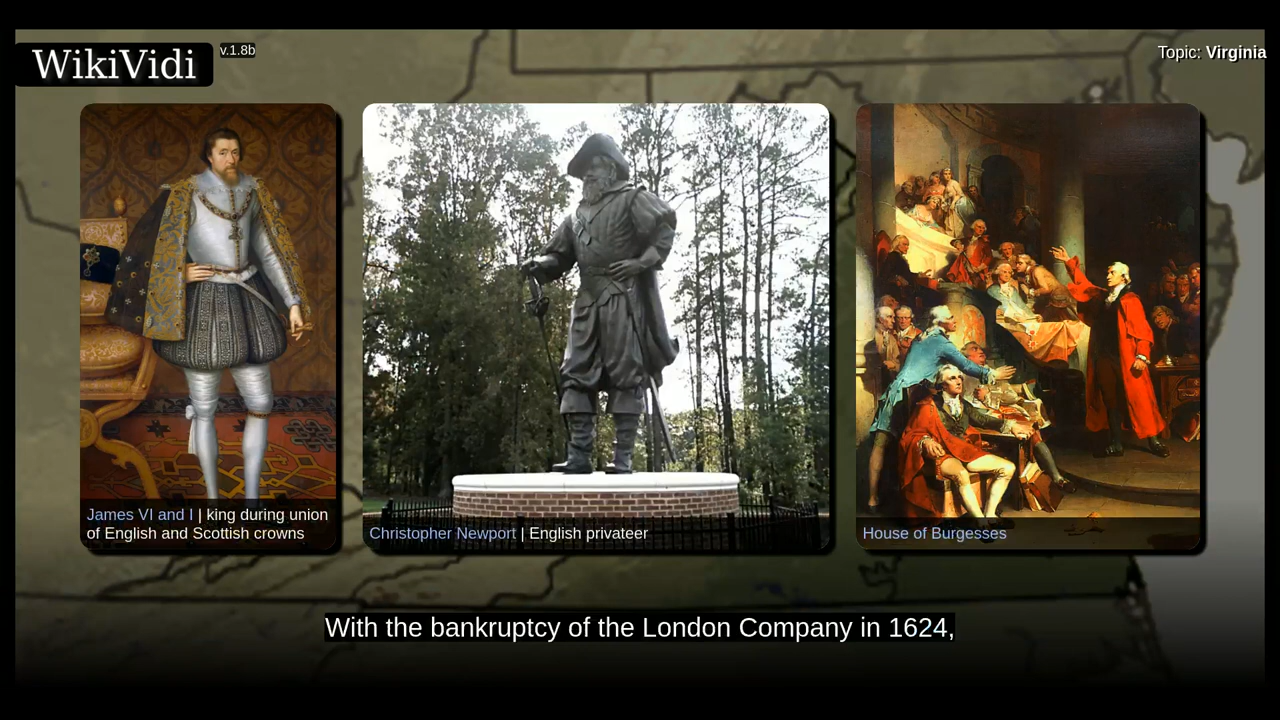 WikiVidi
v.1.8b
Topic: Virginia
James VI and I | king during union
of English and Scottish crowns
Christopher Newport | English privateer
House of Burgesses
With the bankruptcy of the London Company in 1624,